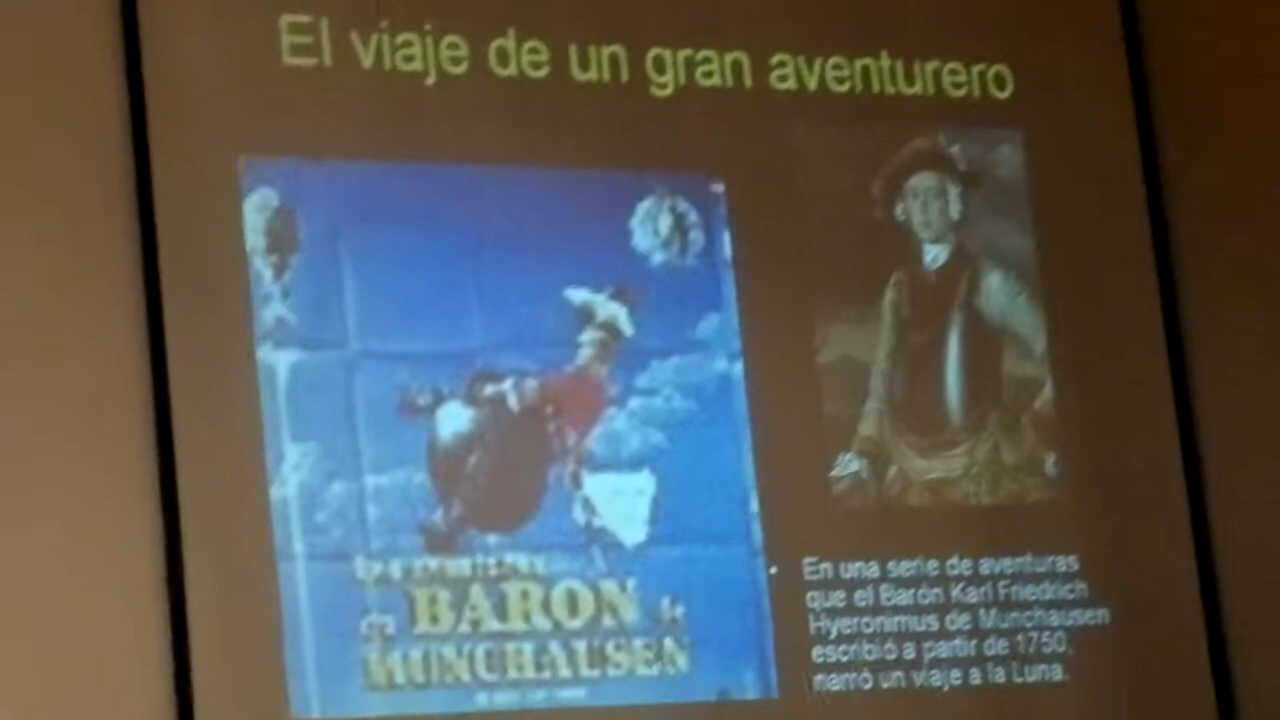 El viaje de un gran aventurero
BARON
MUNCHAUSEN
En una serie de aventuras
que el Barón Karl Friedrich
Hyeronimus de Munchausen
escribió a partir de 1750,
narró un viaje a la Luna.